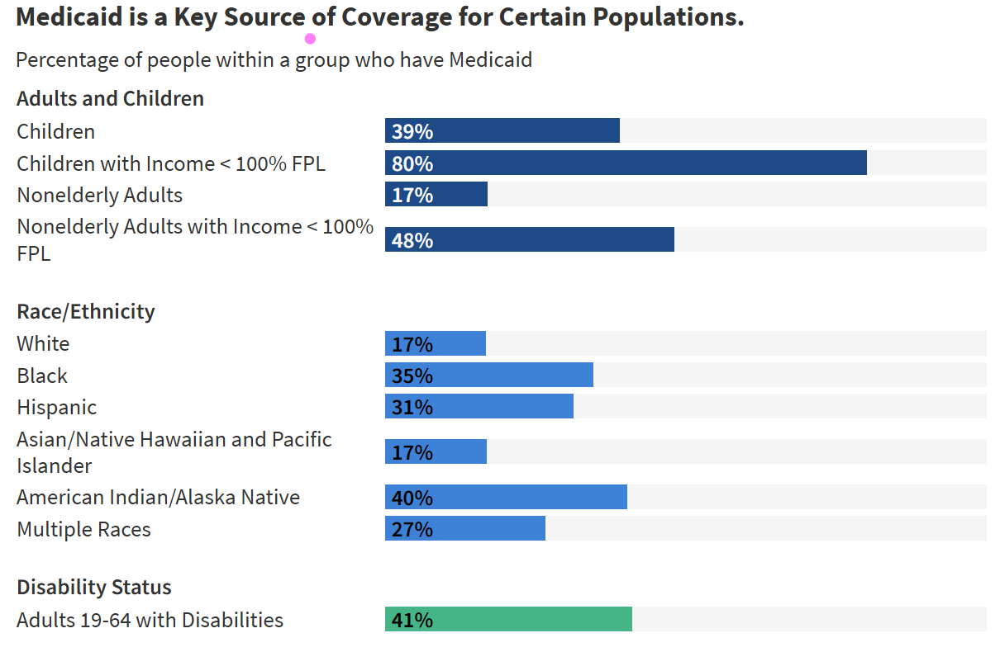 Medicaid is a Key Source of Coverage for Certain Populations.
Percentage of people within a group who have Medicaid
Adults and Children
Children 39%
Children with Income < 100% FPL 80%
Nonelderly Adults 17%
Nonelderly Adults with Income < 100%
FPL 48%
Race/Ethnicity
White 17%
Black 35%
Hispanic 31%
Asian/Native Hawaiian and Pacific
Islander 17%
American Indian/Alaska Native 40%
Multiple Races 27%
Disability Status
Adults 19-64 with Disabilities 41%